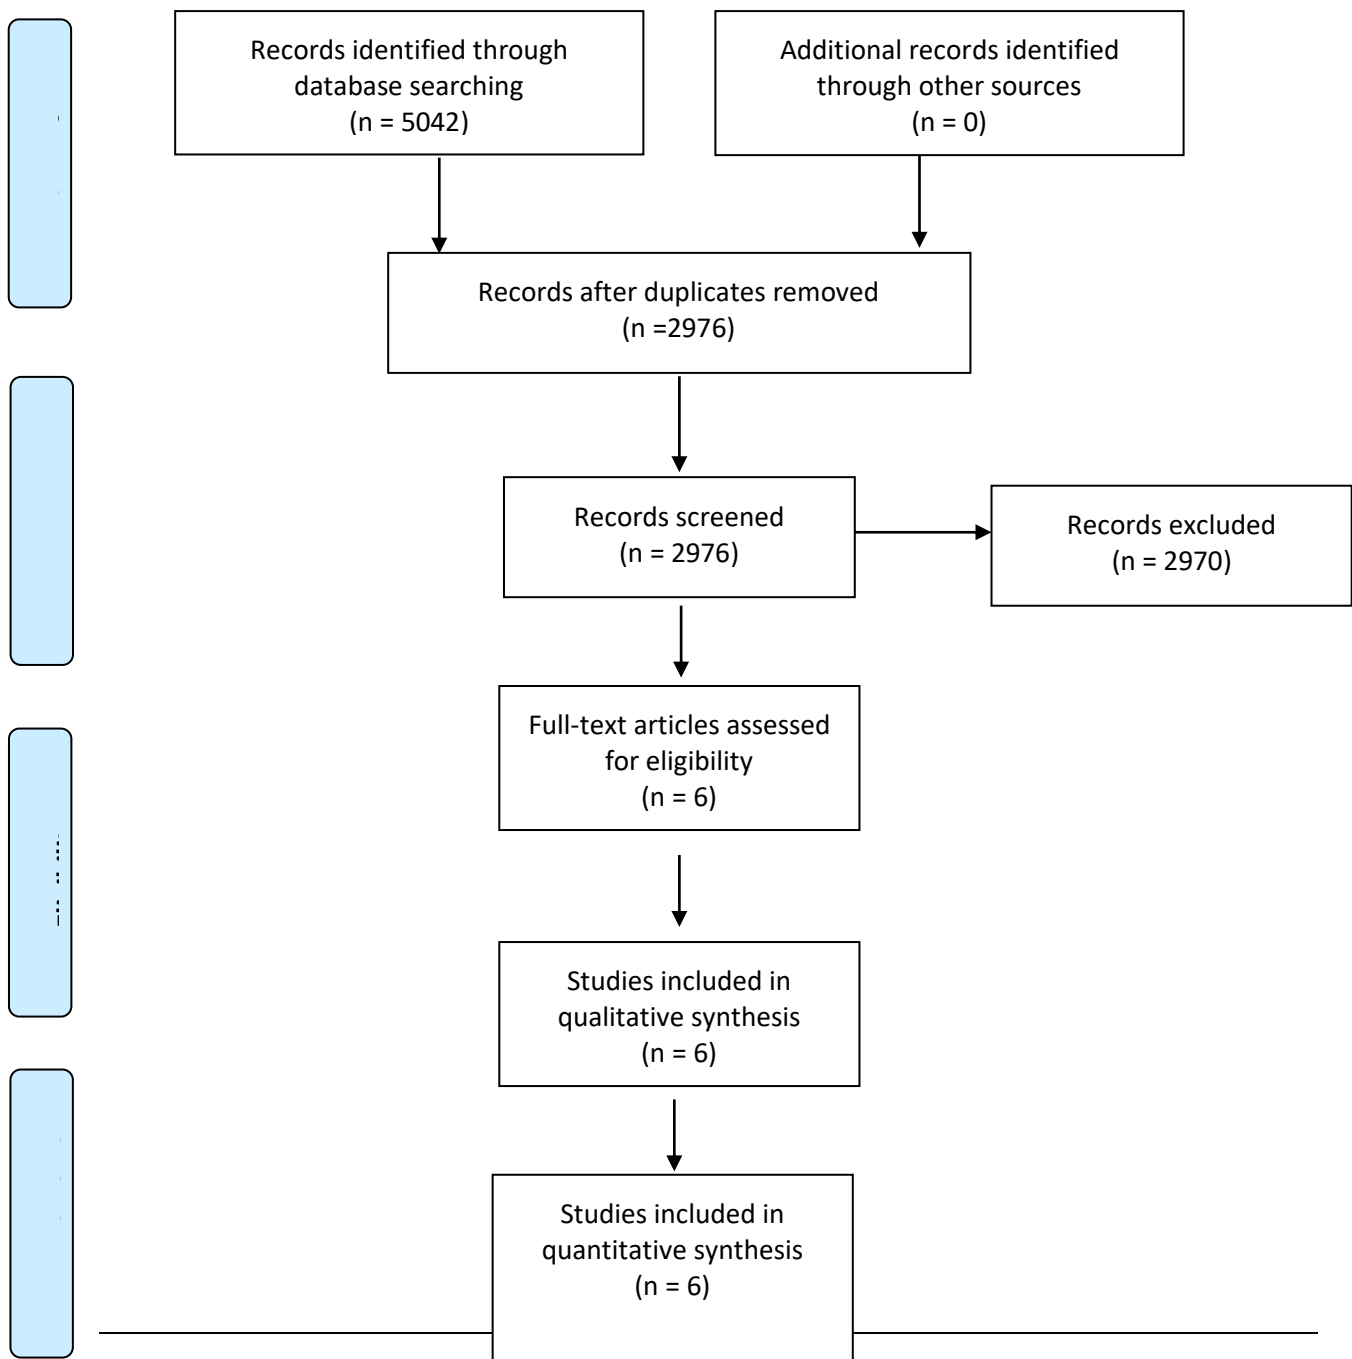 Records identified through
database searching
(n = 5042)
Additional records identified
through other sources
(n = 0)
Records after duplicates removed
(n =2976)
Records screened
(n = 2976)
Records excluded
(n = 2970)
Full-text articles assessed
for eligibility
(n = 6)
Studies included in
qualitative synthesis
(n = 6)
Studies included in
quantitative synthesis
(n = 6)